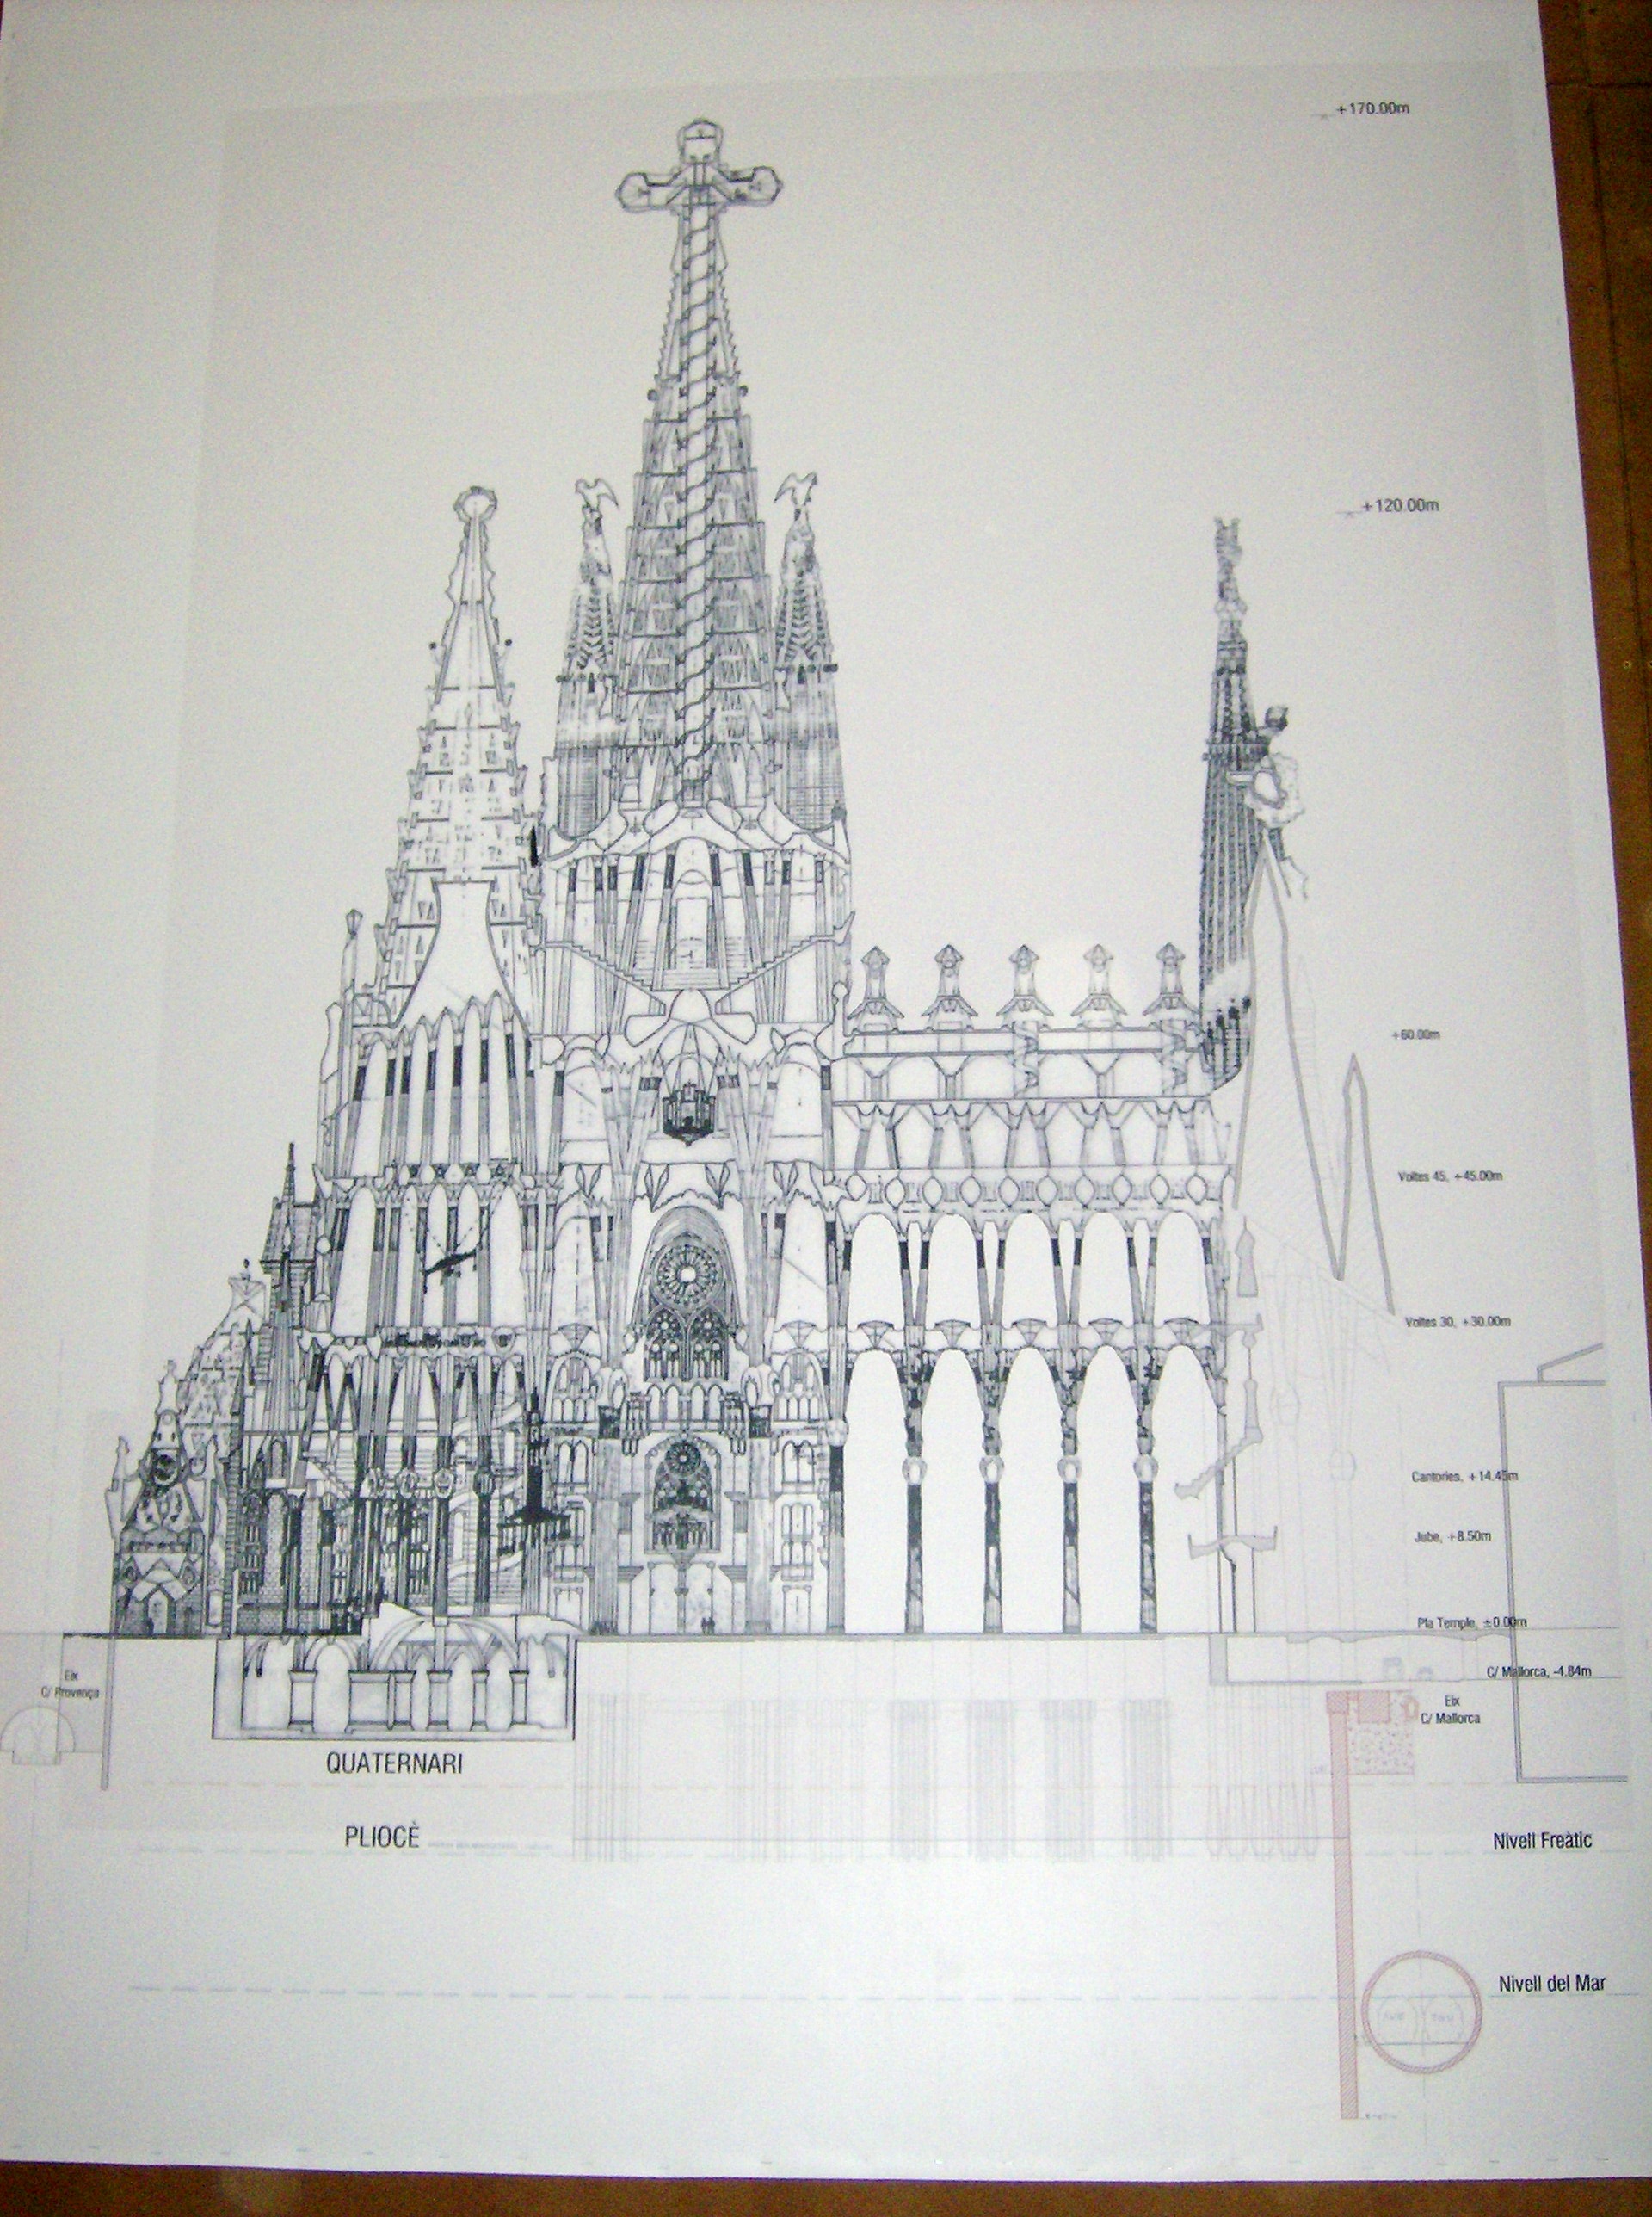 +170.00m
+120.00m
+60.00m
Voltes 45, +45.00m
Voltes 30, +30.00m
Cantories, +14.45m
Jube, +8.50m
Pla Temple, ±0.00m
C/ Mallorca, -4.84m
Eix
C/ Provença
Eix
C/ Mallorca
QUATERNARI
PLIOCÈ
Nivell Freàtic
Nivell del Mar